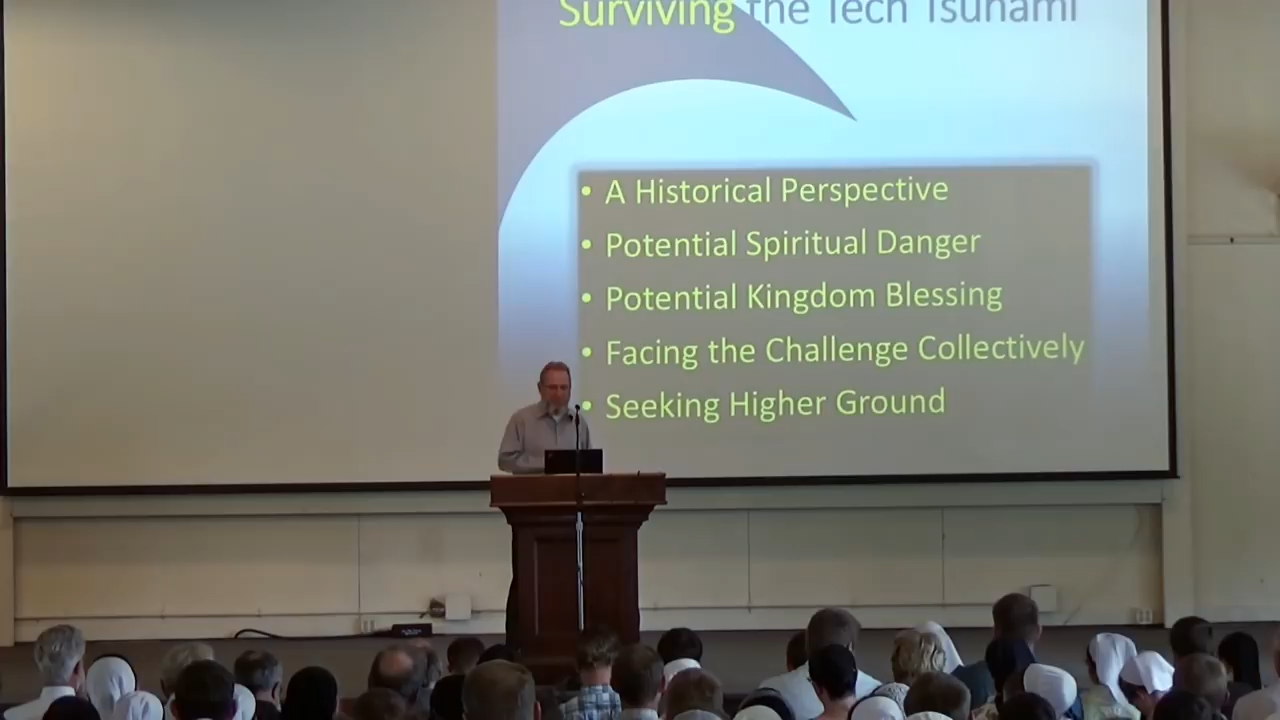 Surviving the Tech Tsunami
• A Historical Perspective
• Potential Spiritual Danger
• Potential Kingdom Blessing
• Facing the Challenge Collectively
• Seeking Higher Ground